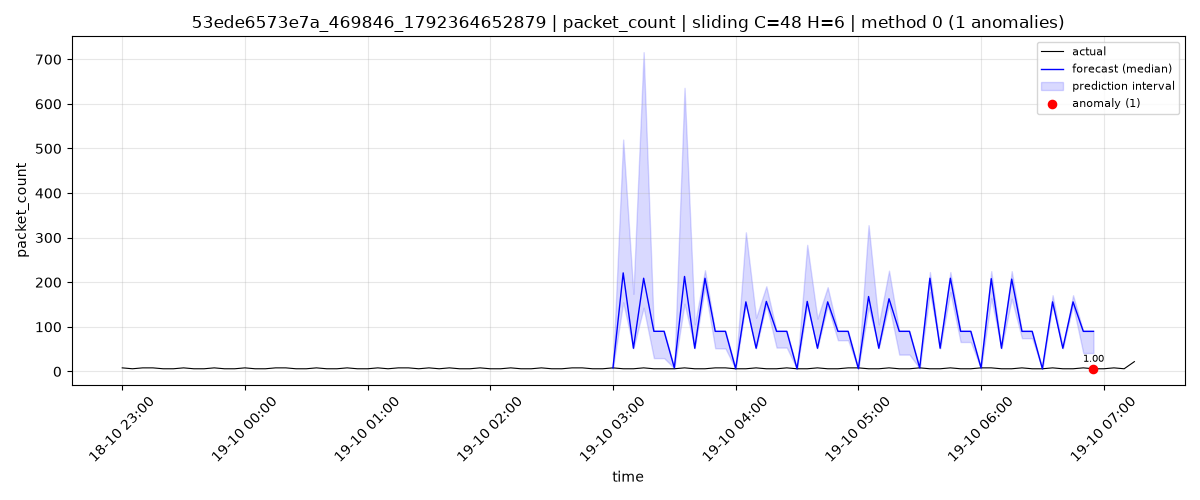 53ede6573e7a_469846_1792364652879 | packet_count | sliding C=48 H=6 | method 0 (1 anomalies)
actual
forecast (median)
prediction interval
anomaly (1)
packet_count
700
600
500
400
300
200
100
0
1.00
18-10 23:00
19-10 00:00
19-10 01:00
19-10 02:00
19-10 03:00
19-10 04:00
19-10 05:00
19-10 06:00
19-10 07:00
time